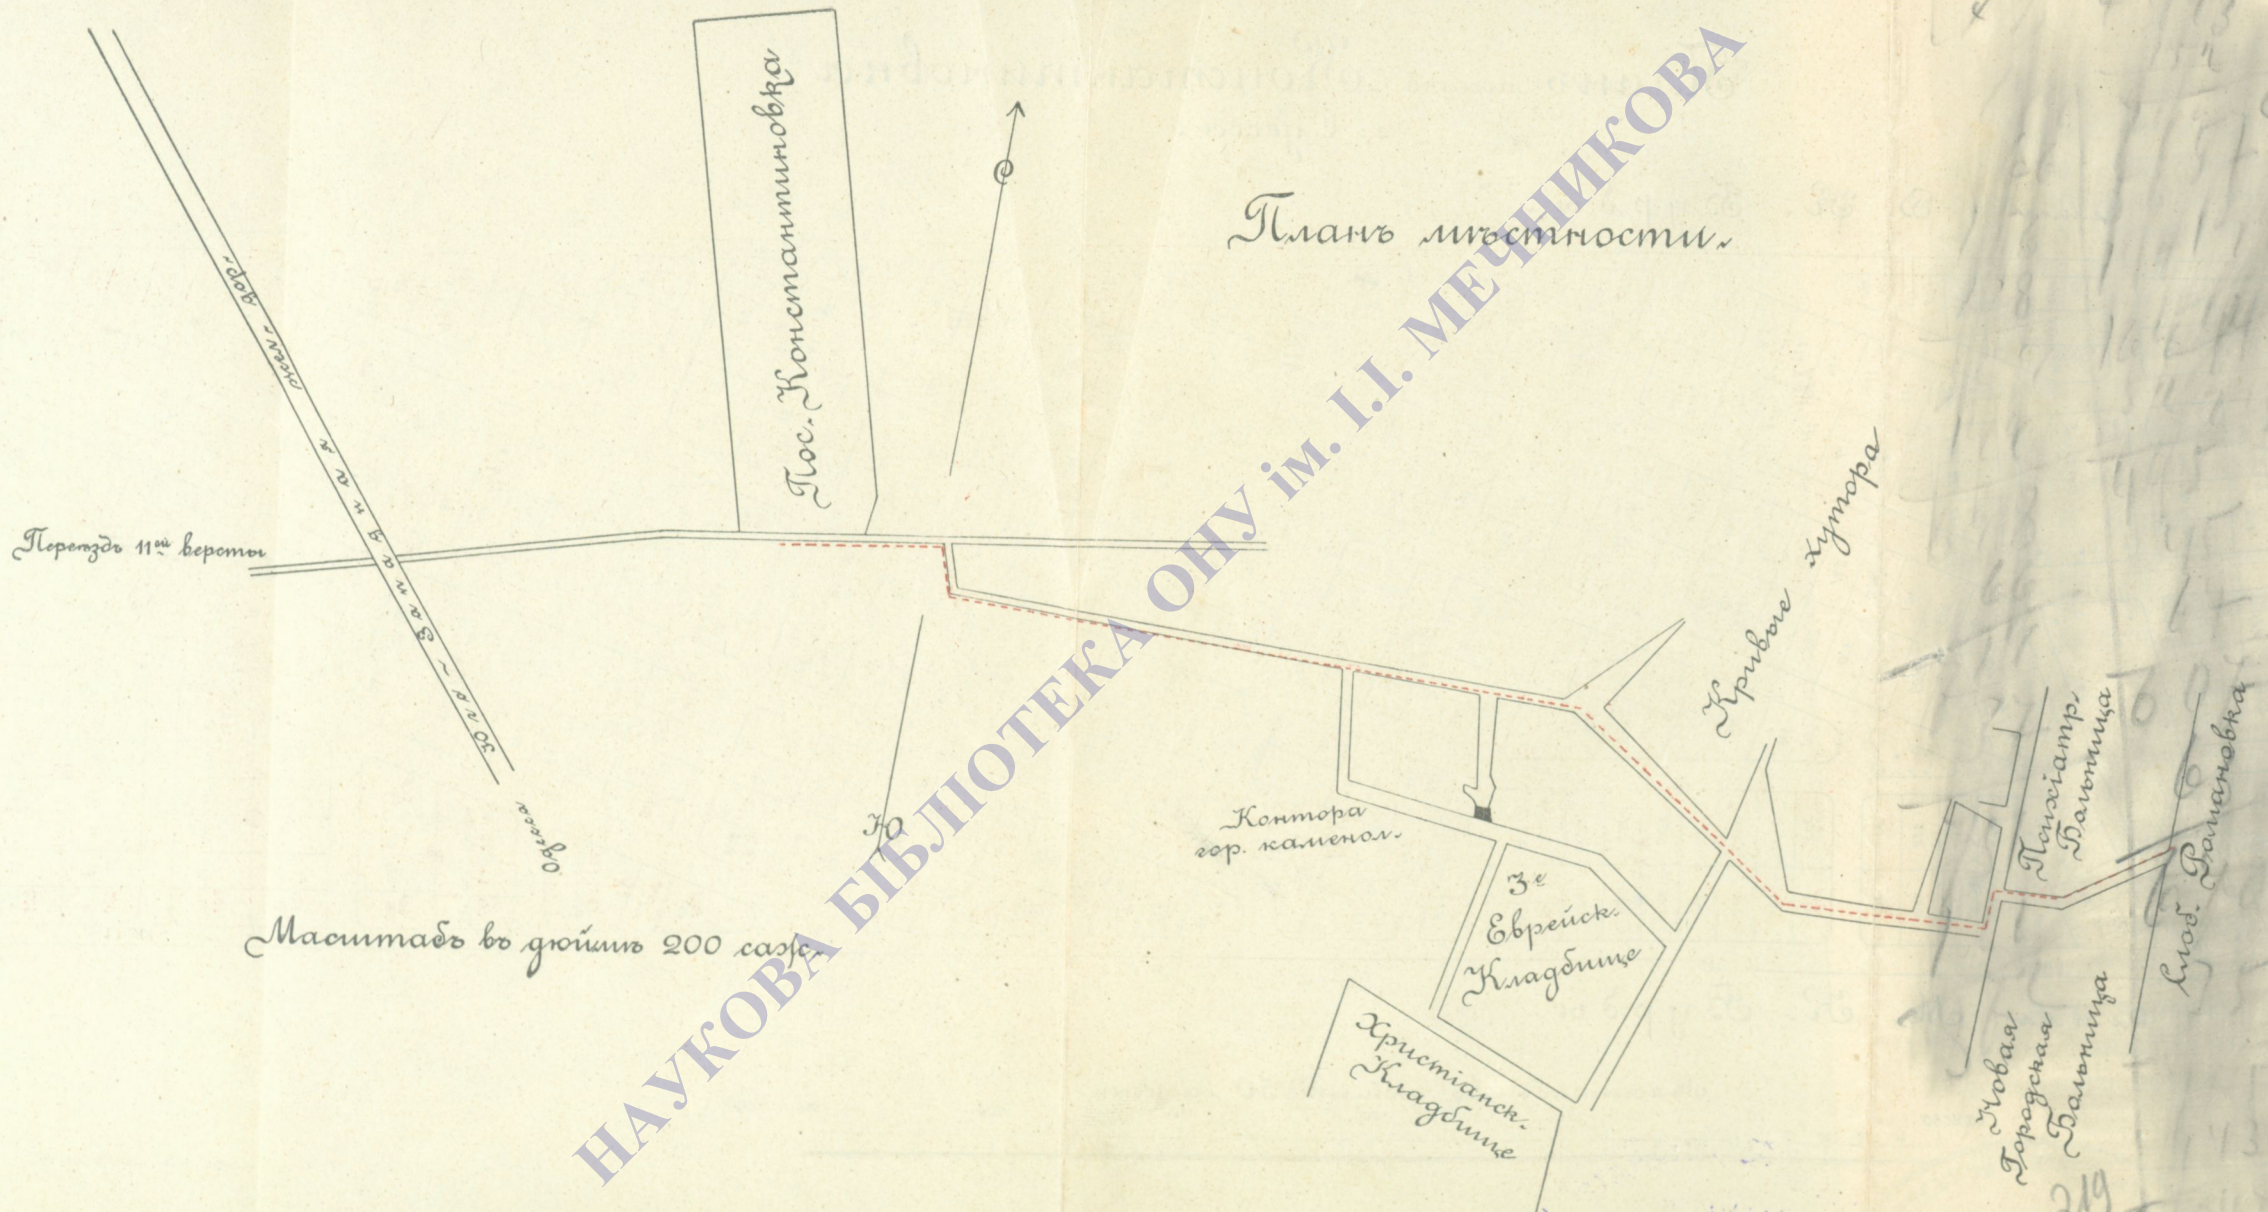 Планъ мѣстности.
Пос. Константиновка
С
Ю
жел. дор.
Западная
Переѣздъ 11ой версты
Одесса
Масштабъ въ дюймѣ 200 саж.
Кривые хутора
Контора
гор. каменол.
3е
Еврейск.
Кладбище
Христіанск.
Кладбище
Психіатр.
Больница
Новая
Городская
Больница
Слоб. Романовка
219
НАУКОВА БІБЛІОТЕКА ОНУ ім. І.І. МЕЧНИКОВА